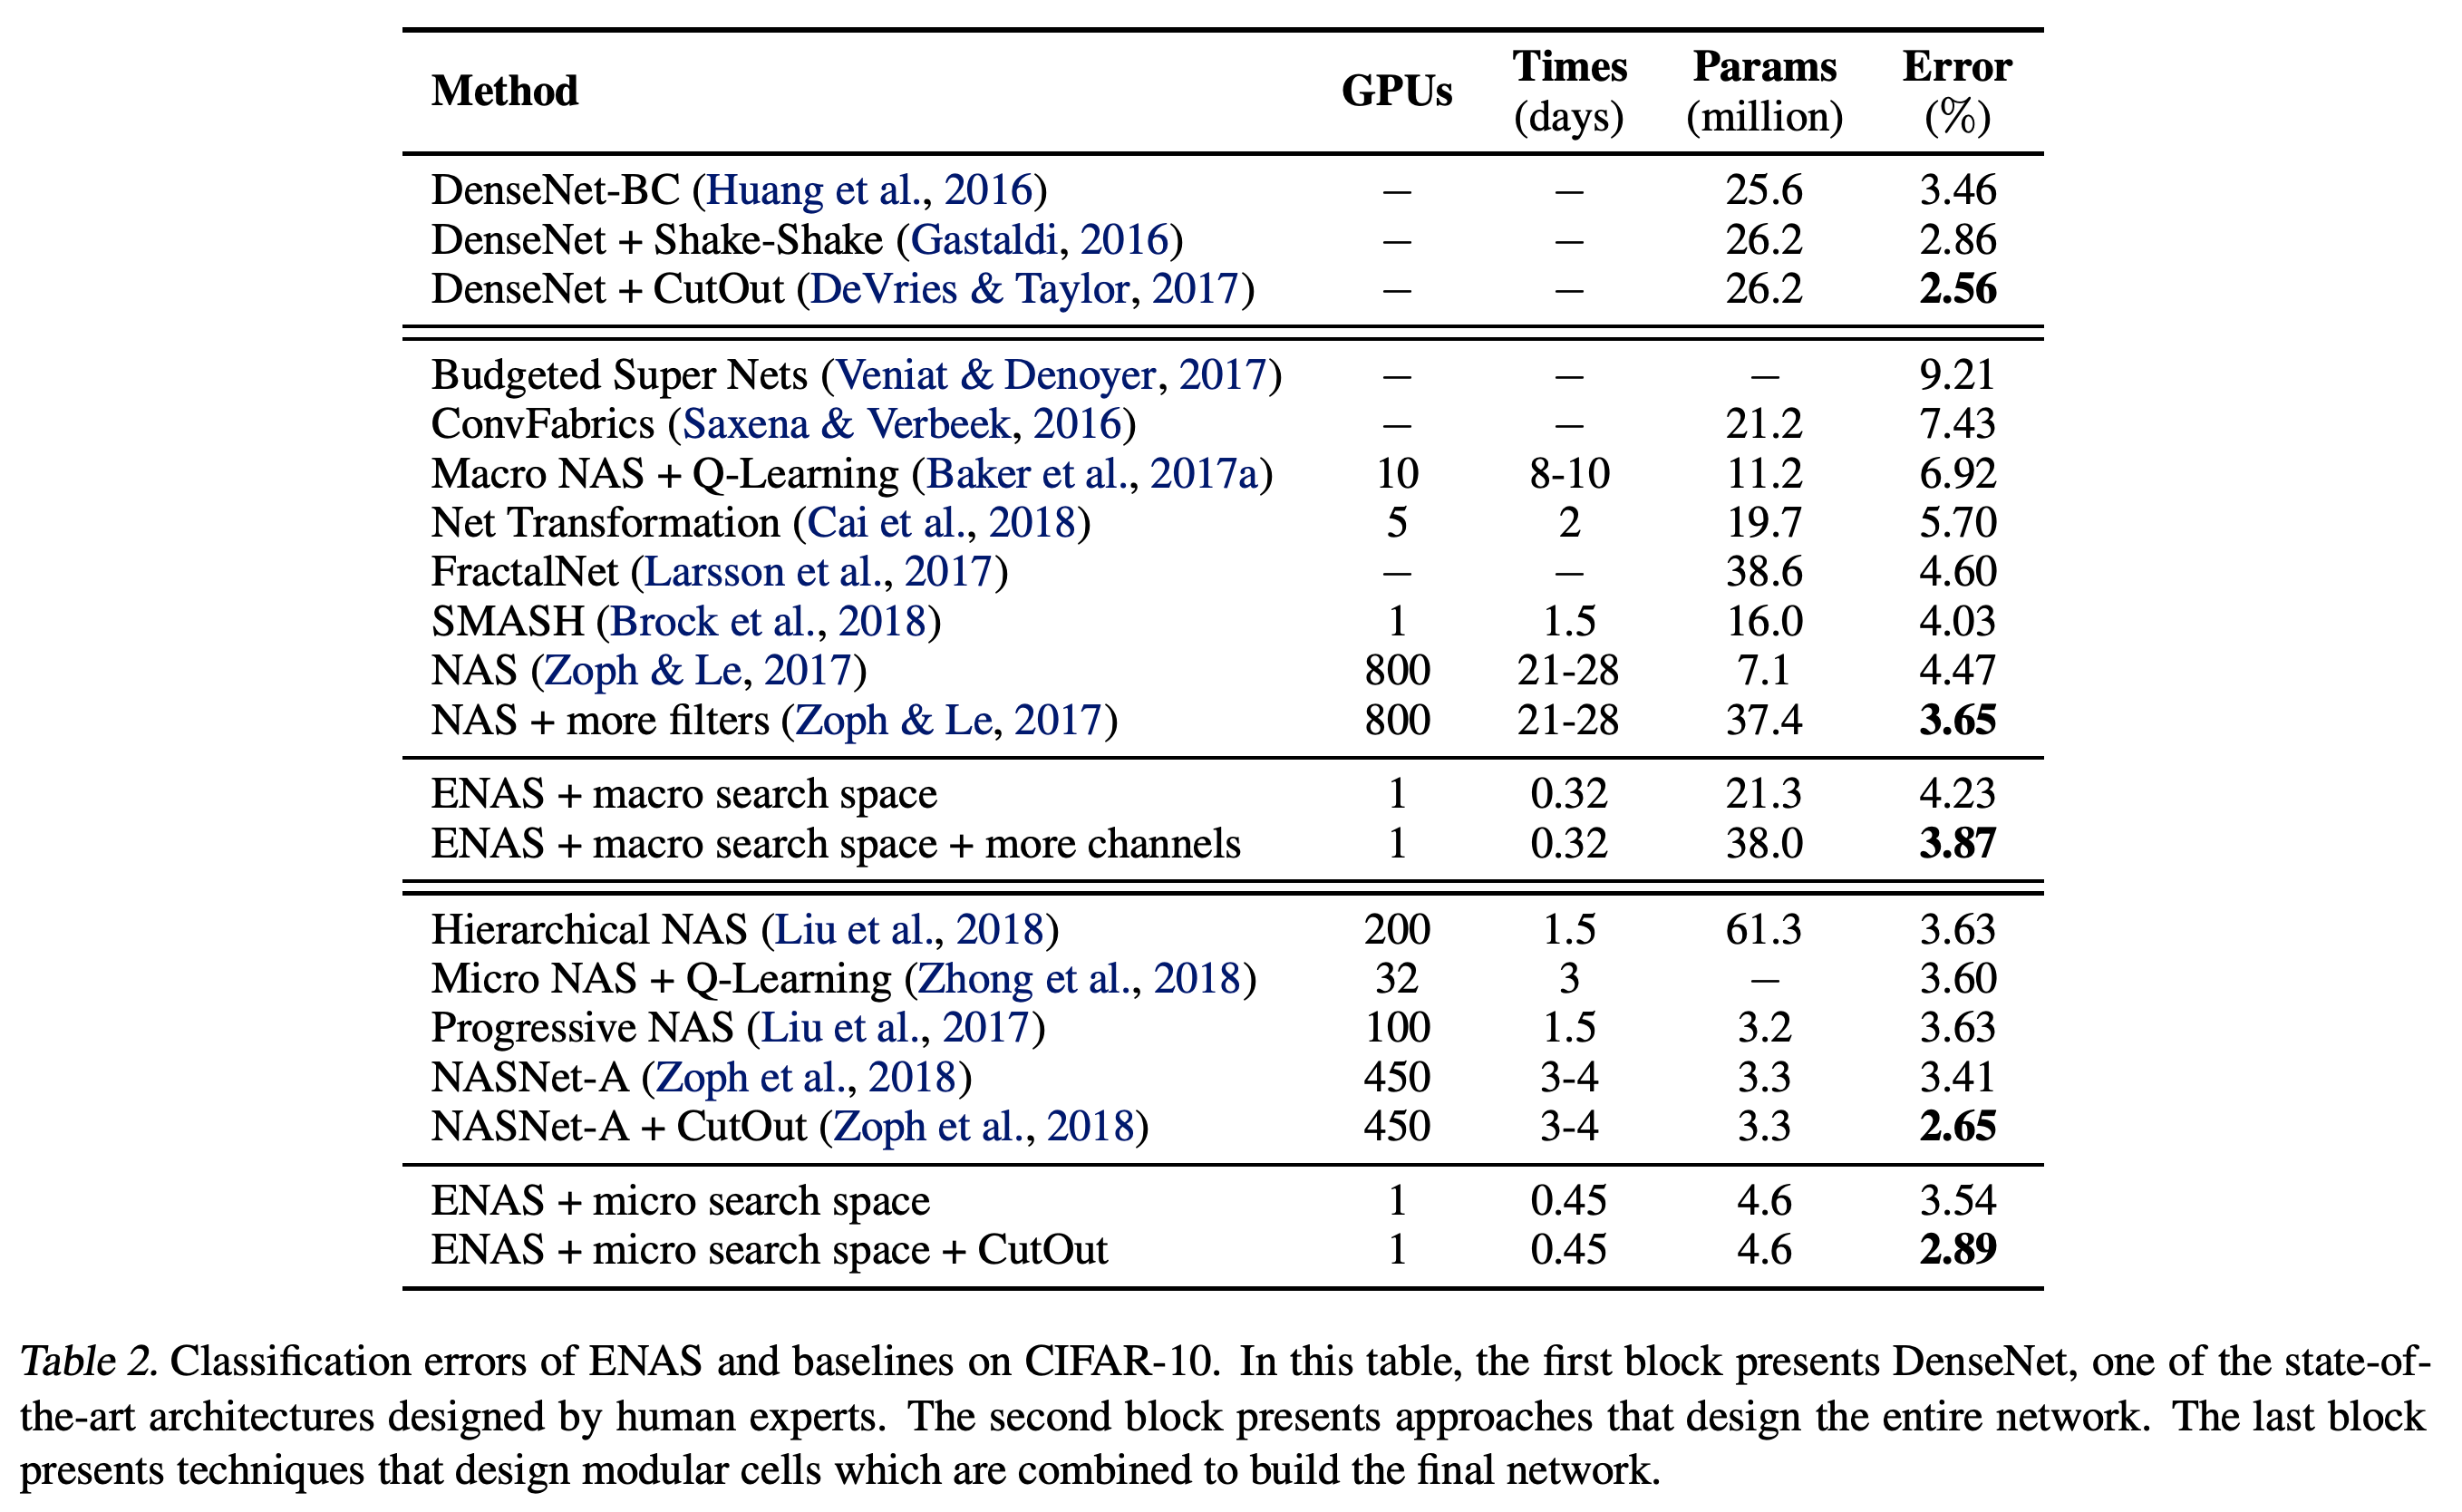 Method GPUs Times (days) Params (million) Error (%)
DenseNet-BC (Huang et al., 2016) — — 25.6 3.46
DenseNet + Shake-Shake (Gastaldi, 2016) — — 26.2 2.86
DenseNet + CutOut (DeVries & Taylor, 2017) — — 26.2 2.56
Budgeted Super Nets (Veniat & Denoyer, 2017) — — — 9.21
ConvFabrics (Saxena & Verbeek, 2016) — — 21.2 7.43
Macro NAS + Q-Learning (Baker et al., 2017a) 10 8-10 11.2 6.92
Net Transformation (Cai et al., 2018) 5 2 19.7 5.70
FractalNet (Larsson et al., 2017) — — 38.6 4.60
SMASH (Brock et al., 2018) 1 1.5 16.0 4.03
NAS (Zoph & Le, 2017) 800 21-28 7.1 4.47
NAS + more filters (Zoph & Le, 2017) 800 21-28 37.4 3.65
ENAS + macro search space 1 0.32 21.3 4.23
ENAS + macro search space + more channels 1 0.32 38.0 3.87
Hierarchical NAS (Liu et al., 2018) 200 1.5 61.3 3.63
Micro NAS + Q-Learning (Zhong et al., 2018) 32 3 — 3.60
Progressive NAS (Liu et al., 2017) 100 1.5 3.2 3.63
NASNet-A (Zoph et al., 2018) 450 3-4 3.3 3.41
NASNet-A + CutOut (Zoph et al., 2018) 450 3-4 3.3 2.65
ENAS + micro search space 1 0.45 4.6 3.54
ENAS + micro search space + CutOut 1 0.45 4.6 2.89
Table 2. Classification errors of ENAS and baselines on CIFAR-10. In this table, the first block presents DenseNet, one of the state-of-
the-art architectures designed by human experts. The second block presents approaches that design the entire network. The last block
presents techniques that design modular cells which are combined to build the final network.